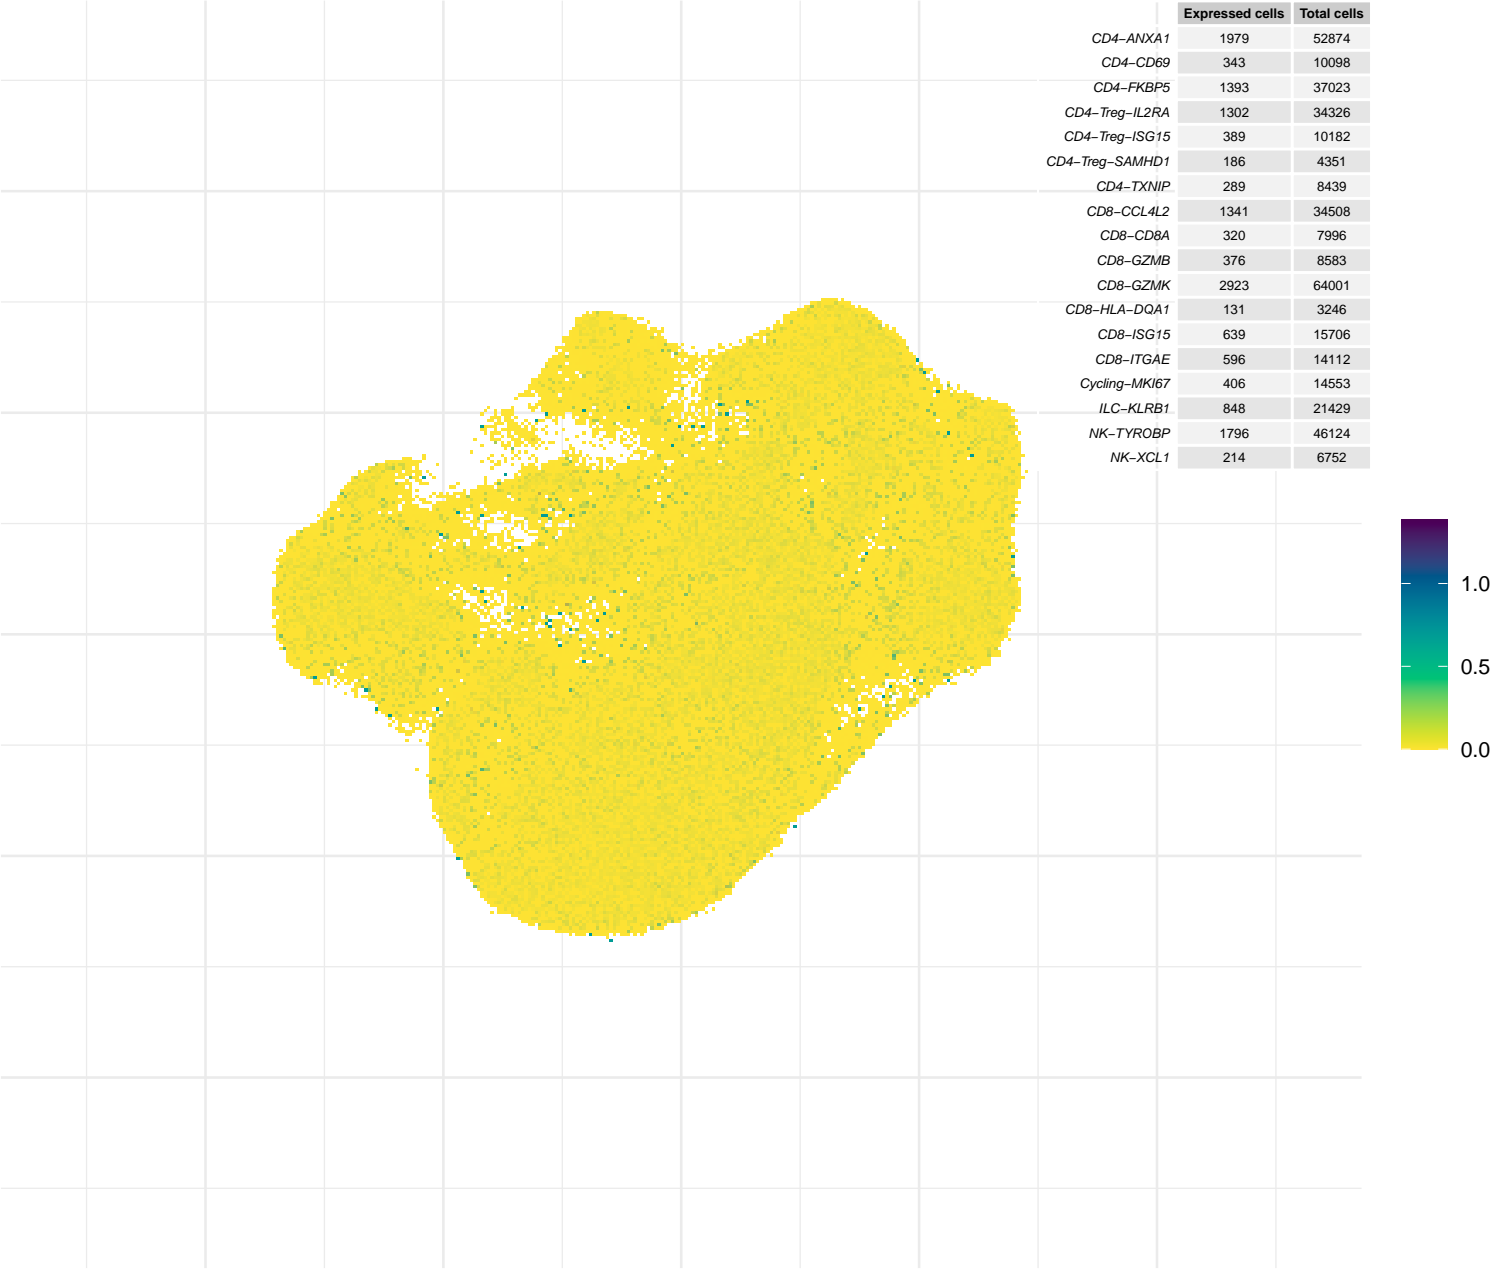 Expressed cells Total cells
CD4−ANXA1 1979 52874
CD4−CD69 343 10098
CD4−FKBP5 1393 37023
CD4−Treg−IL2RA 1302 34326
CD4−Treg−ISG15 389 10182
CD4−Treg−SAMHD1 186 4351
CD4−TXNIP 289 8439
CD8−CCL4L2 1341 34508
CD8−CD8A 320 7996
CD8−GZMB 376 8583
CD8−GZMK 2923 64001
CD8−HLA−DQA1 131 3246
CD8−ISG15 639 15706
CD8−ITGAE 596 14112
Cycling−MKI67 406 14553
ILC−KLRB1 848 21429
NK−TYROBP 1796 46124
NK−XCL1 214 6752
1.0
0.5
0.0